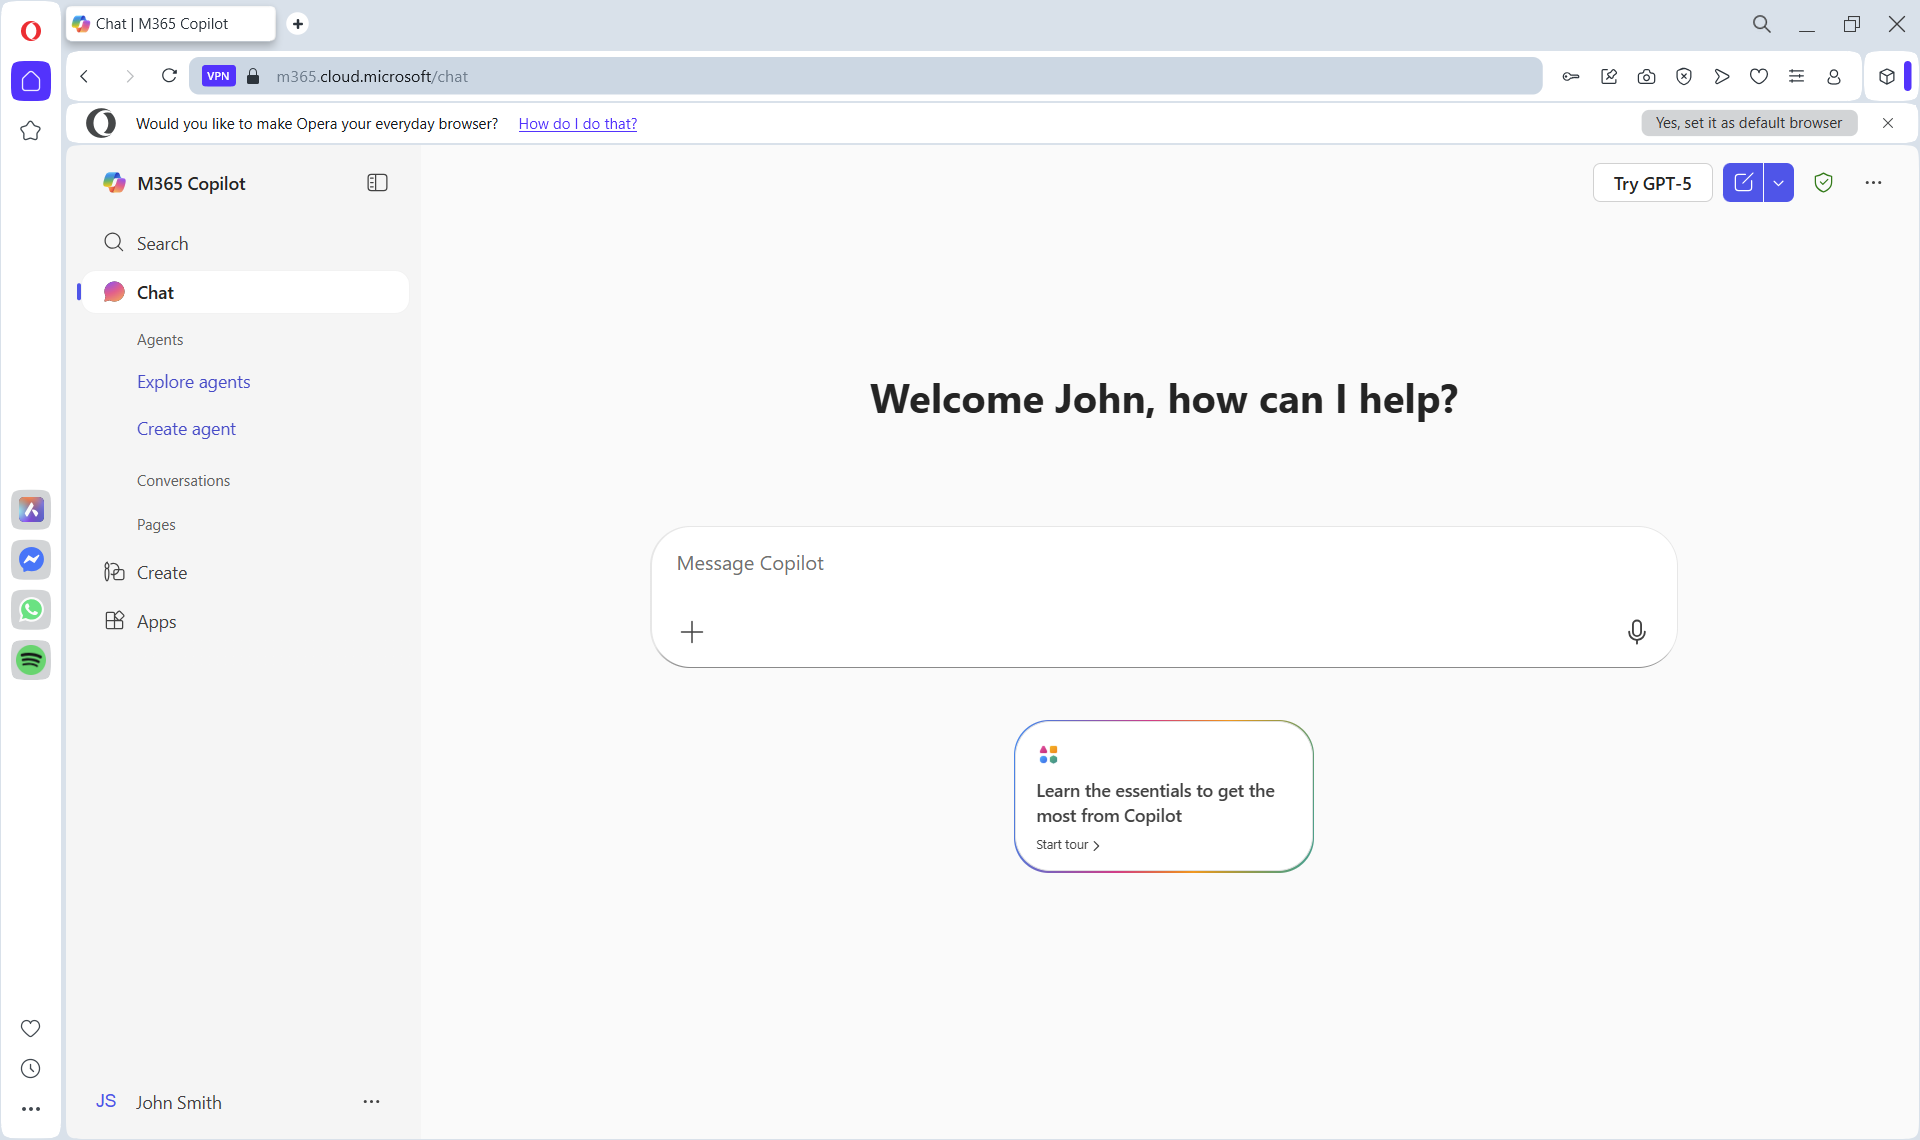 Chat | M365 Copilot
VPN
m365.cloud.microsoft/chat
Would you like to make Opera your everyday browser? How do I do that? Yes, set it as default browser
M365 Copilot
Search
Chat
Agents
Explore agents
Create agent
Conversations
Pages
Create
Apps
JS John Smith
Try GPT-5
Welcome John, how can I help?
Message Copilot
Learn the essentials to get the
most from Copilot
Start tour